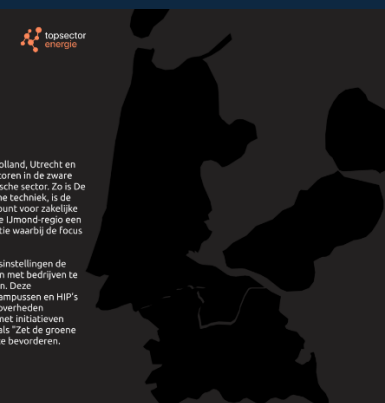 topsector
energie
olland, Utrecht en
toren in de zware
sche sector. Zo is De
ne techniek, is de
punt voor zakelijke
e IJmond-regio een
tie waarbij de focus
sinstellingen de
n met bedrijven te
n. Deze
ampussen en HIP's
overheden
met initiatieven
als "Zet de groene
te bevorderen.